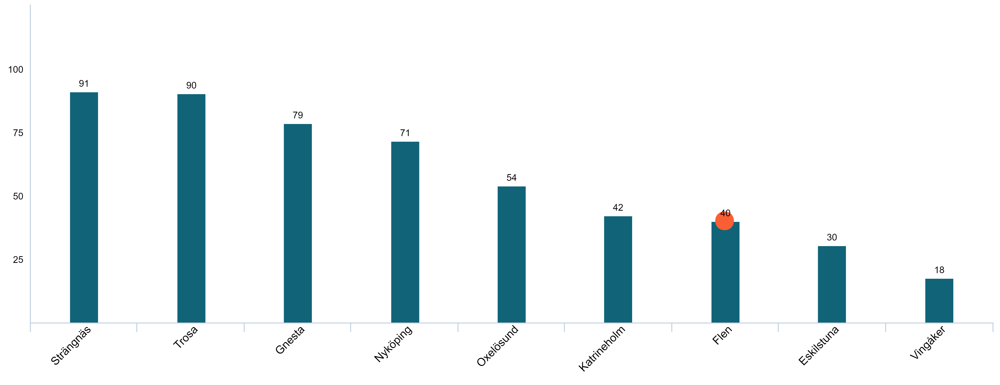 100
75
50
25
91
90
79
71
54
42
40
30
18
Strängnäs
Trosa
Gnesta
Nyköping
Oxelösund
Katrineholm
Flen
Eskilstuna
Vingåker